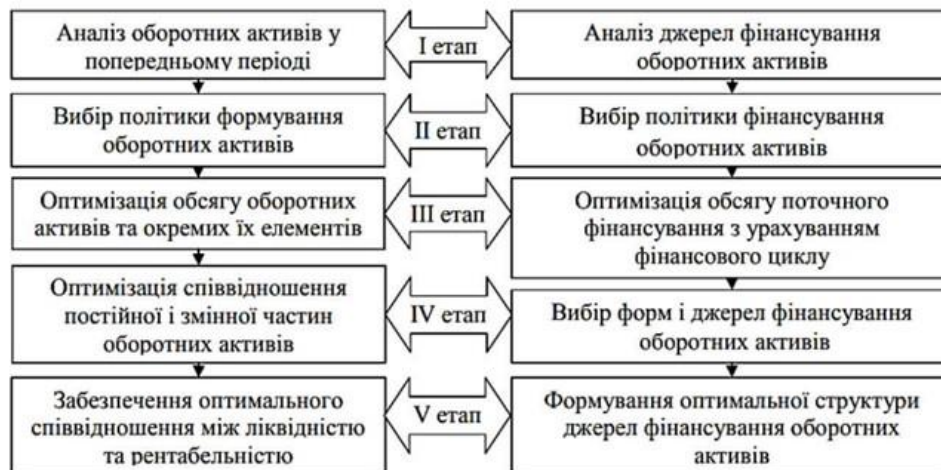 Аналіз оборотних активів у
попередньому періоді
І етап
Аналіз джерел фінансування
оборотних активів
Вибір політики формування
оборотних активів
ІІ етап
Вибір політики фінансування
оборотних активів
Оптимізація обсягу оборотних
активів та окремих їх елементів
ІІІ етап
Оптимізація обсягу поточного
фінансування з урахуванням
фінансового циклу
Оптимізація співвідношення
постійної і змінної частин
оборотних активів
IV етап
Вибір форм і джерел фінансування
оборотних активів
Забезпечення оптимального
співвідношення між ліквідністю
та рентабельністю
V етап
Формування оптимальної структури
джерел фінансування оборотних
активів